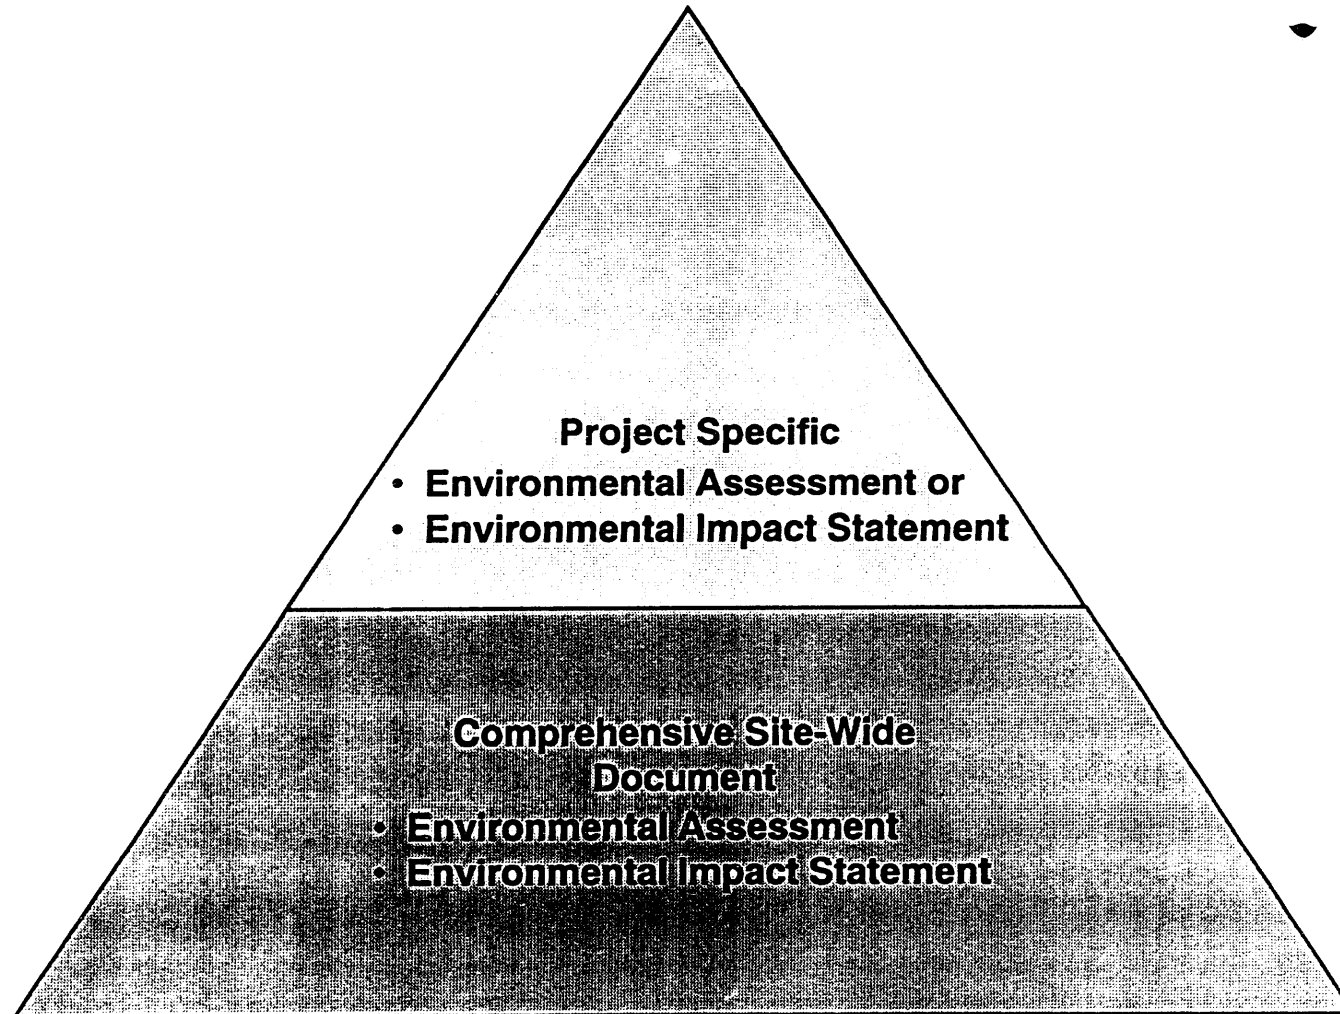 Project Specific
• Environmental Assessment or
• Environmental Impact Statement
Comprehensive Site-Wide
Document
• Environmental Assessment
• Environmental Impact Statement